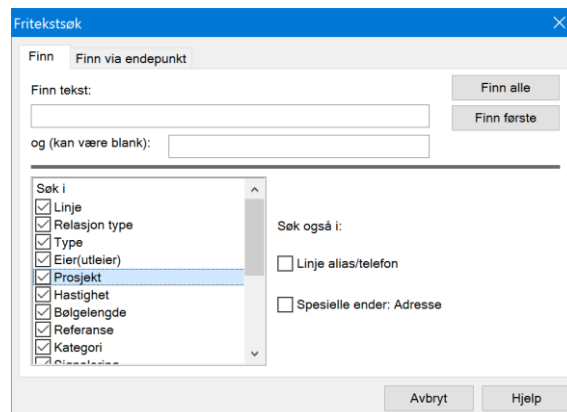 Fritekstsøk
Finn
Finn via endepunkt
Finn tekst:
Finn alle
Finn første
og (kan være blank):
Søk i
Linje
Relasjon type
Type
Eier(utleier)
Prosjekt
Hastighet
Bølgelengde
Referanse
Kategori
Søk også i:
Linje alias/telefon
Spesielle ender: Adresse
Avbryt
Hjelp